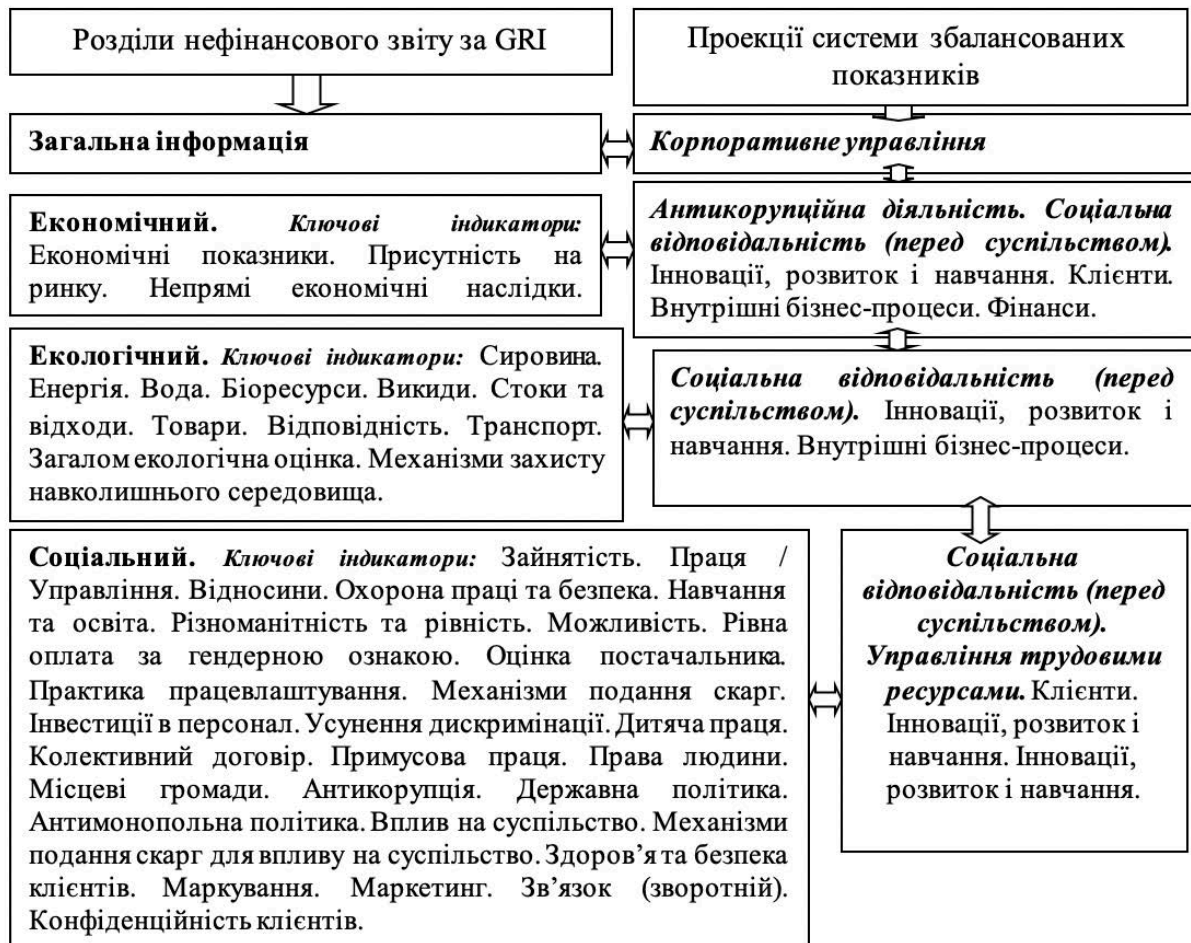 Розділи нефінансового звіту за GRI
Проекції системи збалансованих
показників
Загальна інформація
Корпоративне управління
Економічний. Ключові індикатори:
Економічні показники. Присутність на
ринку. Непрямі економічні наслідки.
Антикорупційна діяльність. Соціальна
відповідальність (перед суспільством).
Інновації, розвиток і навчання. Клієнти.
Внутрішні бізнес-процеси. Фінанси.
Екологічний. Ключові індикатори: Сировина.
Енергія. Вода. Біоресурси. Викиди. Стоки та
відходи. Товари. Відповідність. Транспорт.
Загалом екологічна оцінка. Механізми захисту
навколишнього середовища.
Соціальна відповідальність (перед
суспільством). Інновації, розвиток і
навчання. Внутрішні бізнес-процеси.
Соціальний. Ключові індикатори: Зайнятість. Праця /
Управління. Відносини. Охорона праці та безпека. Навчання
та освіта. Різноманітність та рівність. Можливість. Рівна
оплата за гендерною ознакою. Оцінка постачальника.
Практика працевлаштування. Механізми подання скарг.
Інвестиції в персонал. Усунення дискримінації. Дитяча праця.
Колективний договір. Примусова праця. Права людини.
Місцеві громади. Антикорупція. Державна політика.
Антимонопольна політика. Вплив на суспільство. Механізми
подання скарг для впливу на суспільство. Здоров’я та безпека
клієнтів. Маркування. Маркетинг. Зв’язок (зворотній).
Конфіденційність клієнтів.
Соціальна
відповідальність (перед
суспільством).
Управління трудовими
ресурсами. Клієнти.
Інновації, розвиток і
навчання. Інновації,
розвиток і навчання.